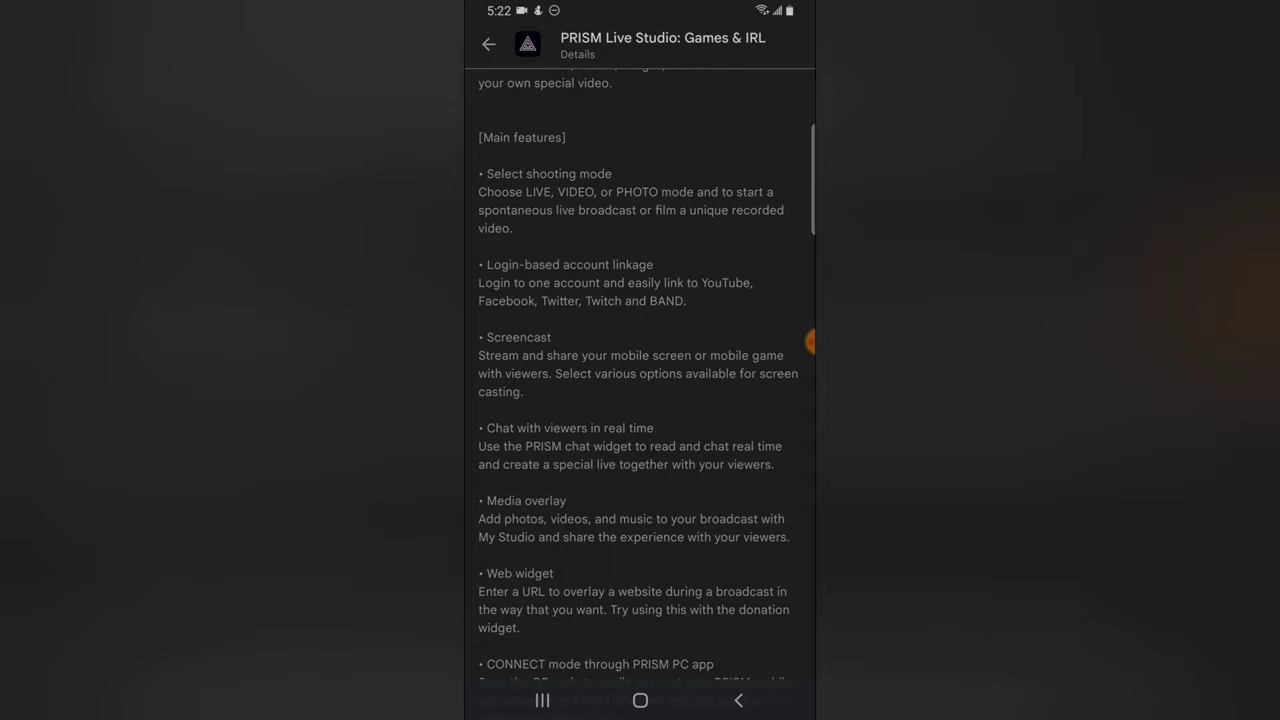 5:22
PRISM Live Studio: Games & IRL
Details
your own special video.
[Main features]
• Select shooting mode
Choose LIVE, VIDEO, or PHOTO mode and to start a
spontaneous live broadcast or film a unique recorded
video.
• Login-based account linkage
Login to one account and easily link to YouTube,
Facebook, Twitter, Twitch and BAND.
• Screencast
Stream and share your mobile screen or mobile game
with viewers. Select various options available for screen
casting.
• Chat with viewers in real time
Use the PRISM chat widget to read and chat real time
and create a special live together with your viewers.
• Media overlay
Add photos, videos, and music to your broadcast with
My Studio and share the experience with your viewers.
• Web widget
Enter a URL to overlay a website during a broadcast in
the way that you want. Try using this with the donation
widget.
• CONNECT mode through PRISM PC app